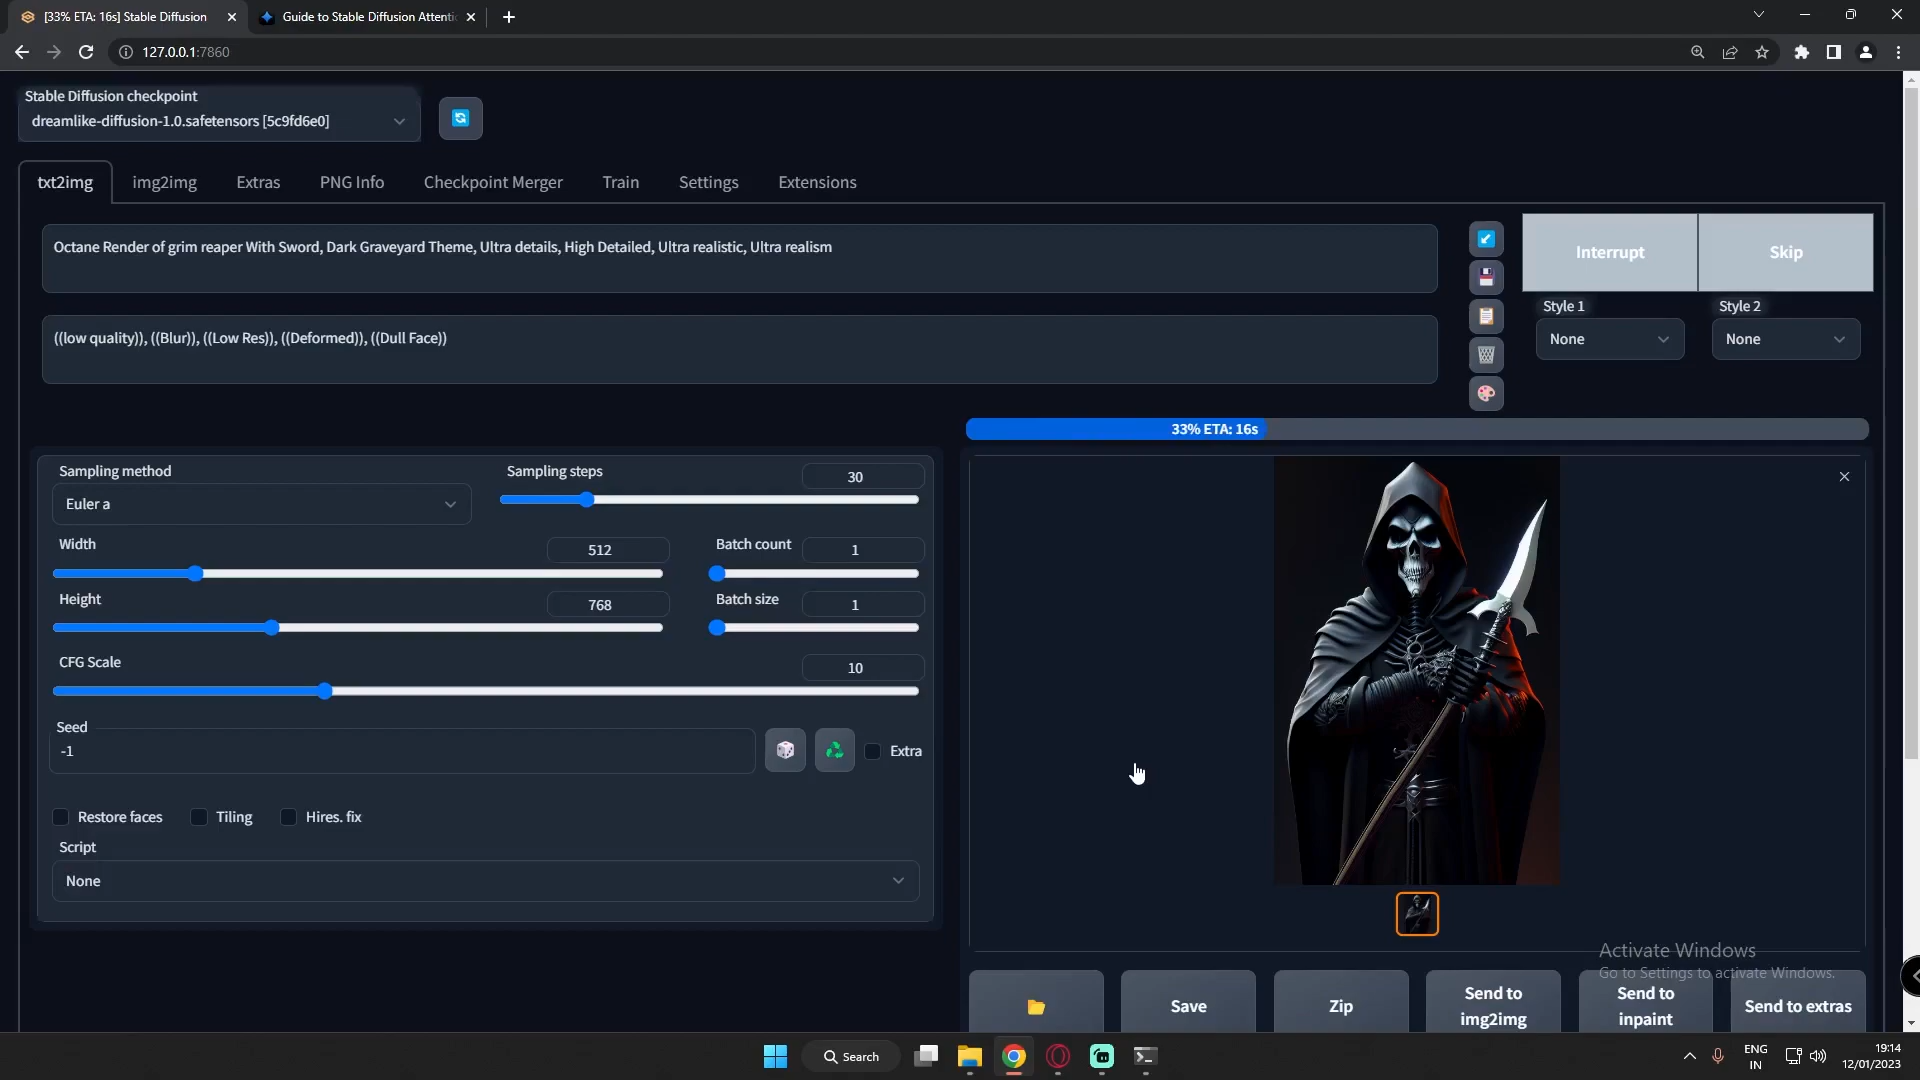 [33% ETA: 16s] Stable Diffusion
Guide to Stable Diffusion Attentic
127.0.0.1:7860
Stable Diffusion checkpoint
dreamlike-diffusion-1.0.safetensors [5c9fd6e0]
txt2img
img2img
Extras
PNG Info
Checkpoint Merger
Train
Settings
Extensions
Octane Render of grim reaper With Sword, Dark Graveyard Theme, Ultra details, High Detailed, Ultra realistic, Ultra realism
Interrupt
Skip
Style 1
Style 2
None
None
((low quality)), ((Blur)), ((Low Res)), ((Deformed)), ((Dull Face))
33% ETA: 16s
Sampling method
Euler a
Sampling steps
30
Width
512
Batch count
1
Height
768
Batch size
1
CFG Scale
10
Seed
-1
Extra
Restore faces
Tiling
Hires. fix
Script
None
Activate Windows
Go to Settings to activate Windows.
Save
Zip
Send to
img2img
Send to
inpaint
Send to extras
Search
ENG
IN
19:14
12/01/2023